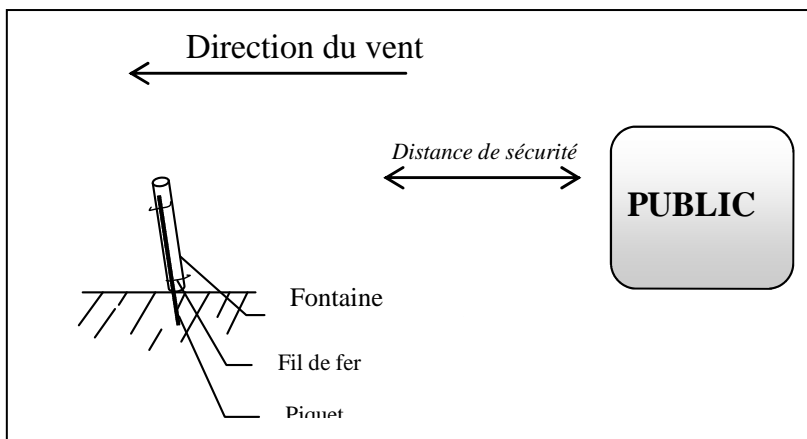 Direction du vent
Distance de sécurité
PUBLIC
Fontaine
Fil de fer
Piquet